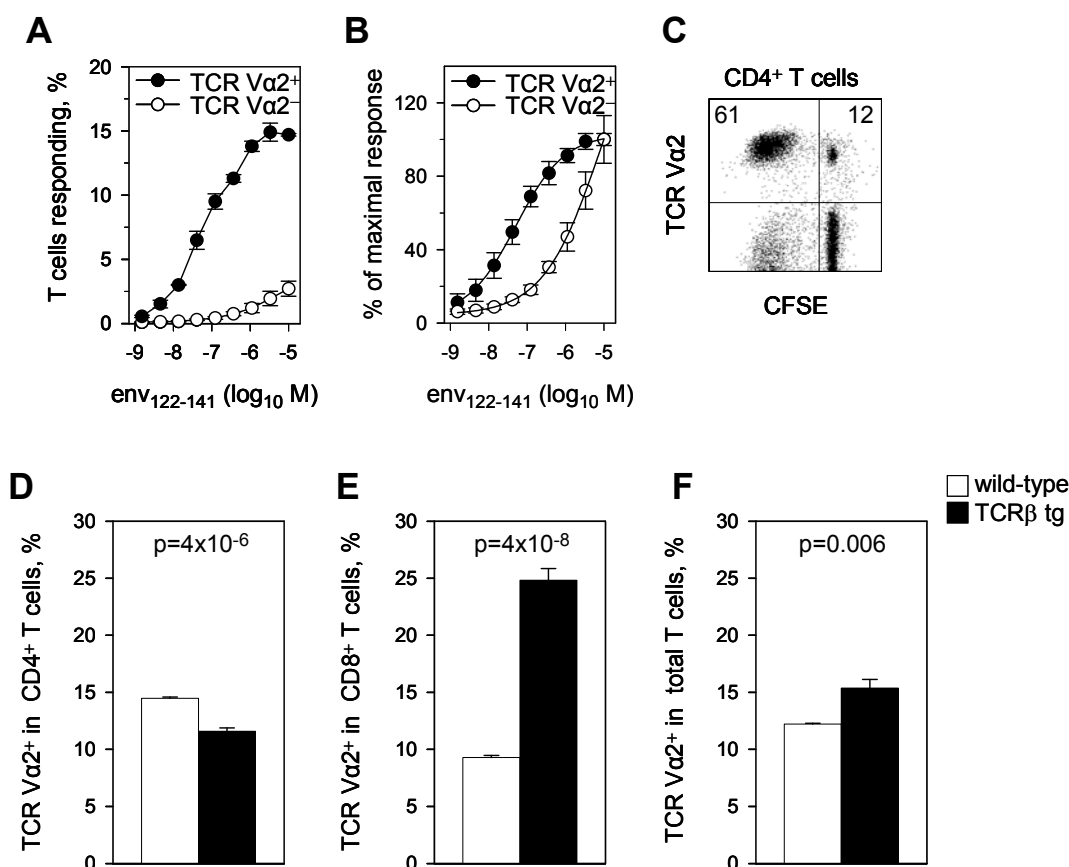 A
T cells responding, %
20
15
10
5
0
TCR Vα2⁺
TCR Vα2⁻
-9 -8 -7 -6 -5
env₁₂₂₋₁₄₁ (log₁₀ M)
B
% of maximal response
120
80
40
0
TCR Vα2⁺
TCR Vα2⁻
-9 -8 -7 -6 -5
env₁₂₂₋₁₄₁ (log₁₀ M)
C
CD4⁺ T cells
61 12
TCR Vα2
CFSE
D
TCR Vα2⁺ in CD4⁺ T cells, %
30
25
20
15
10
5
0
p=4x10⁻⁶
E
TCR Vα2⁺ in CD8⁺ T cells, %
30
25
20
15
10
5
0
p=4x10⁻⁸
F
TCR Vα2⁺ in total T cells, %
30
25
20
15
10
5
0
p=0.006
wild-type
TCRβ tg